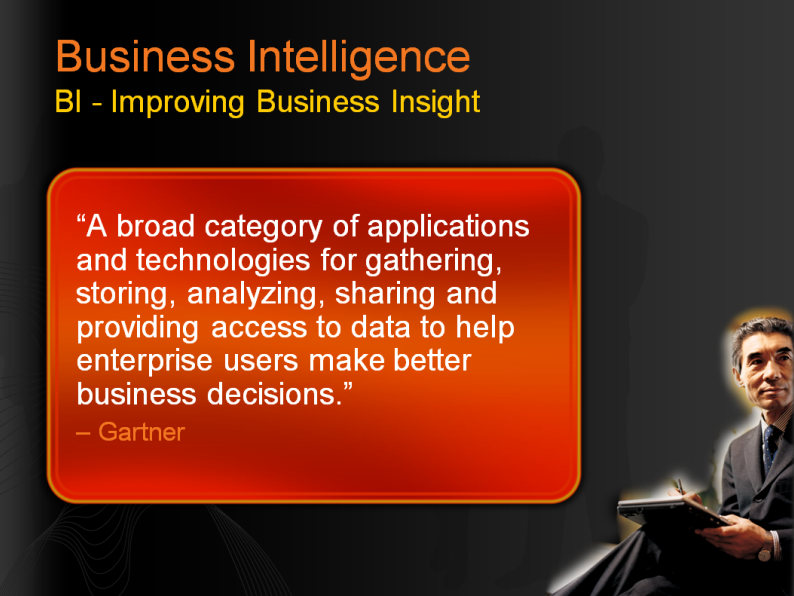 Business Intelligence
BI - Improving Business Insight
“A broad category of applications
and technologies for gathering,
storing, analyzing, sharing and
providing access to data to help
enterprise users make better
business decisions.”
– Gartner